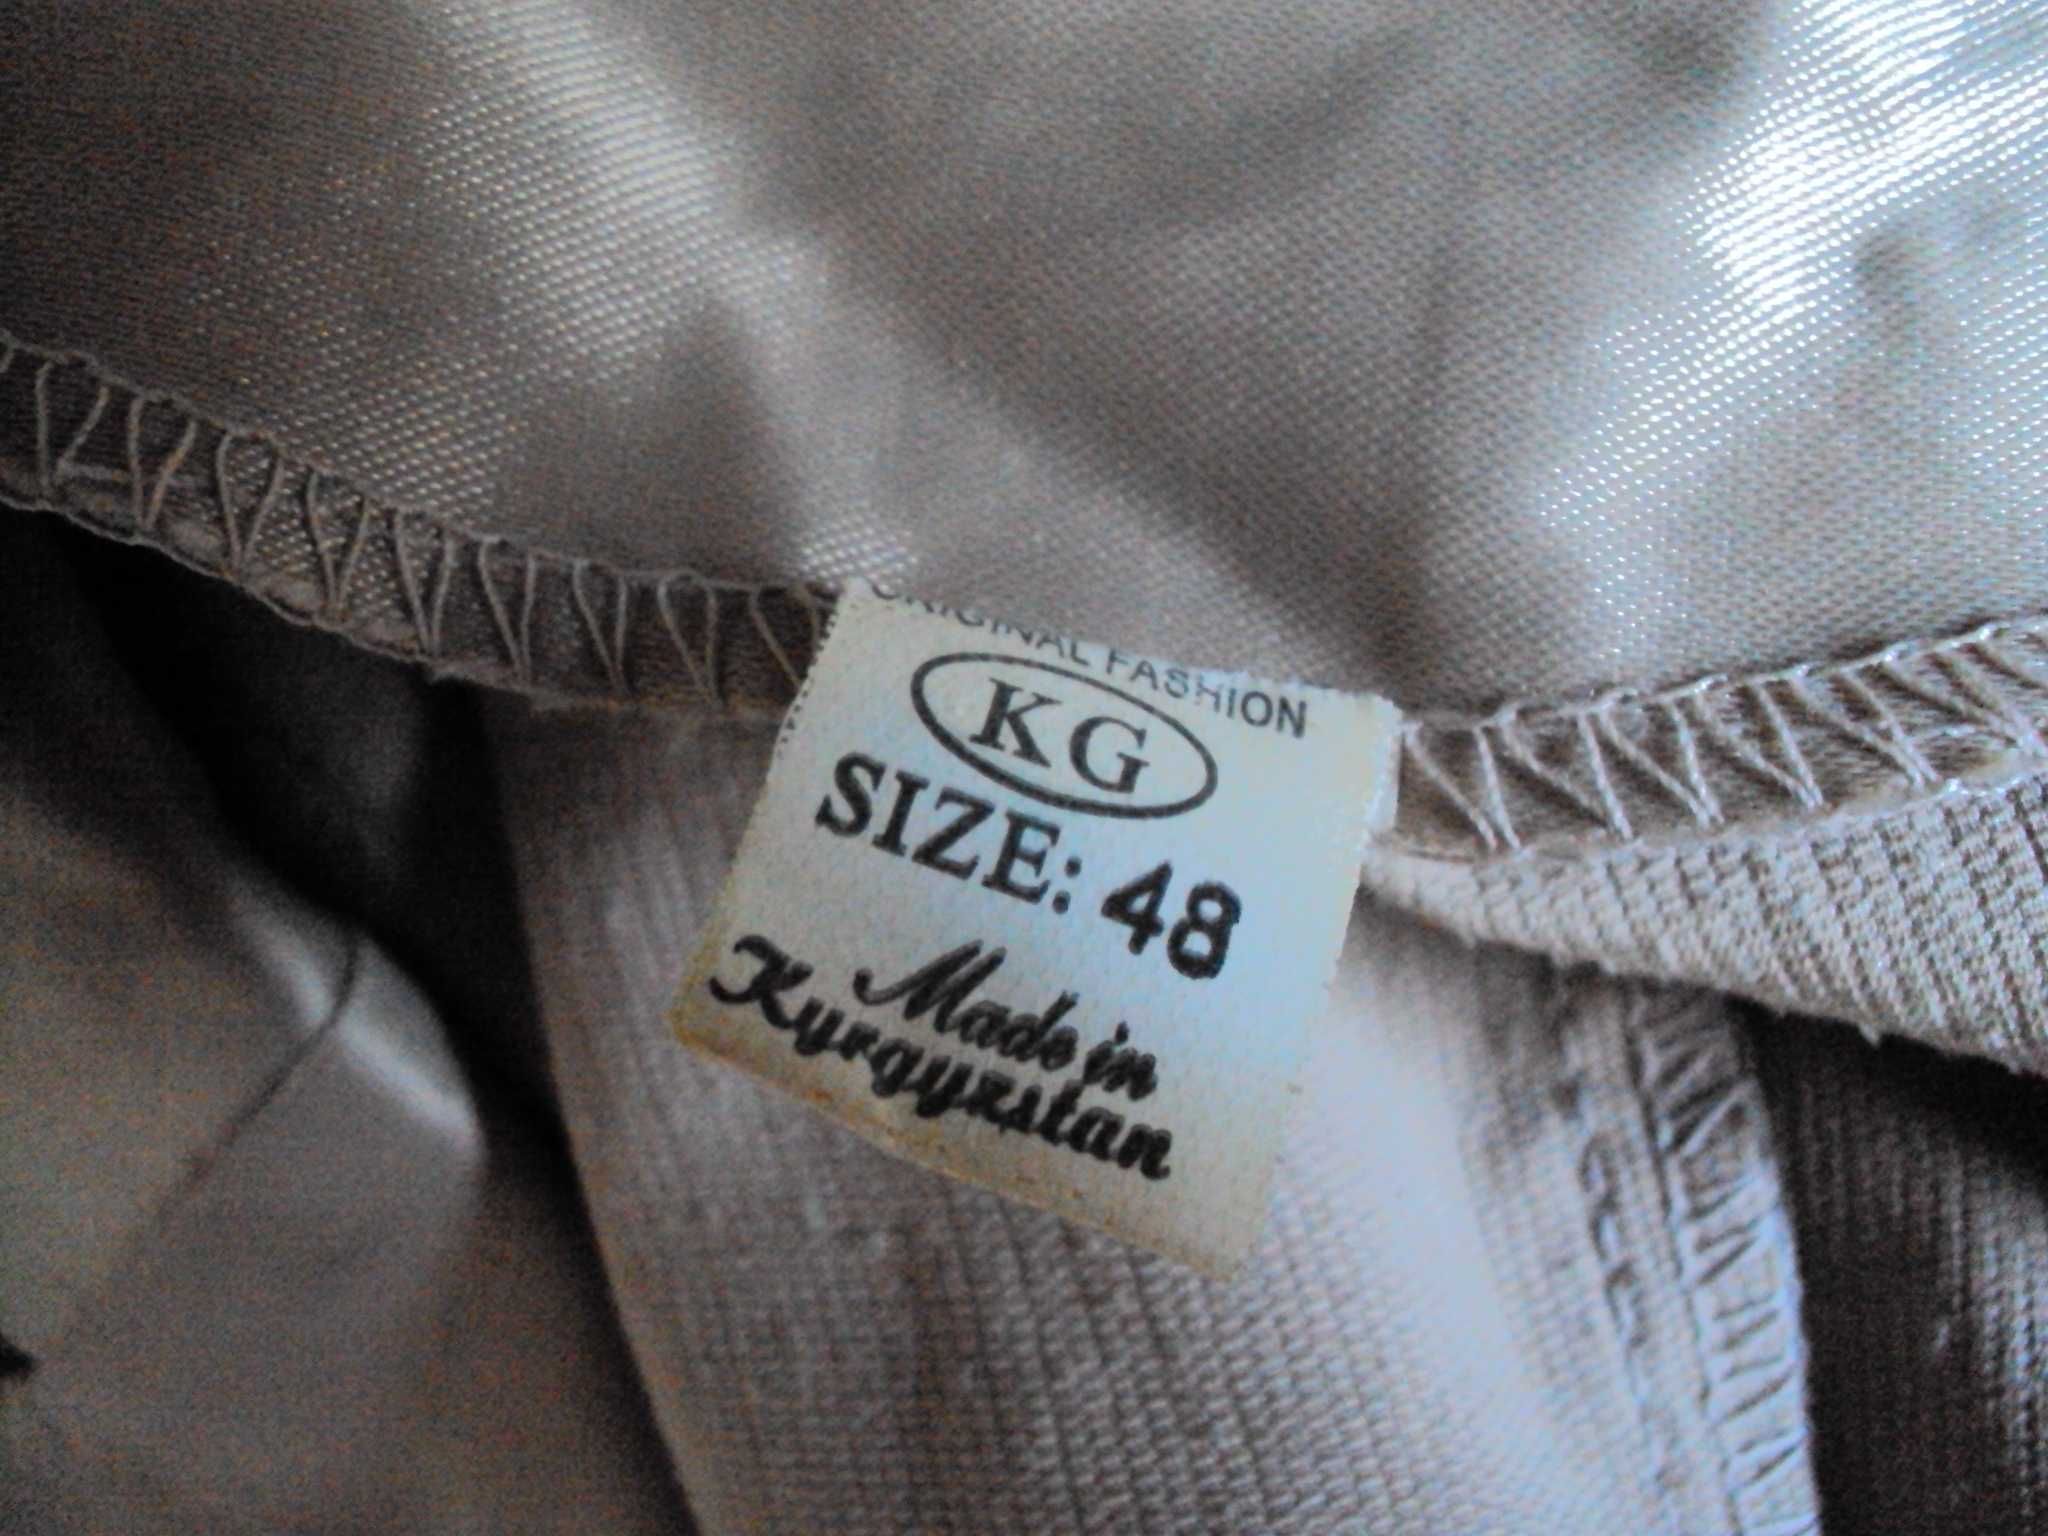 ORIGINAL FASHION
KG
SIZE: 48
Made in
Kyrgyzstan